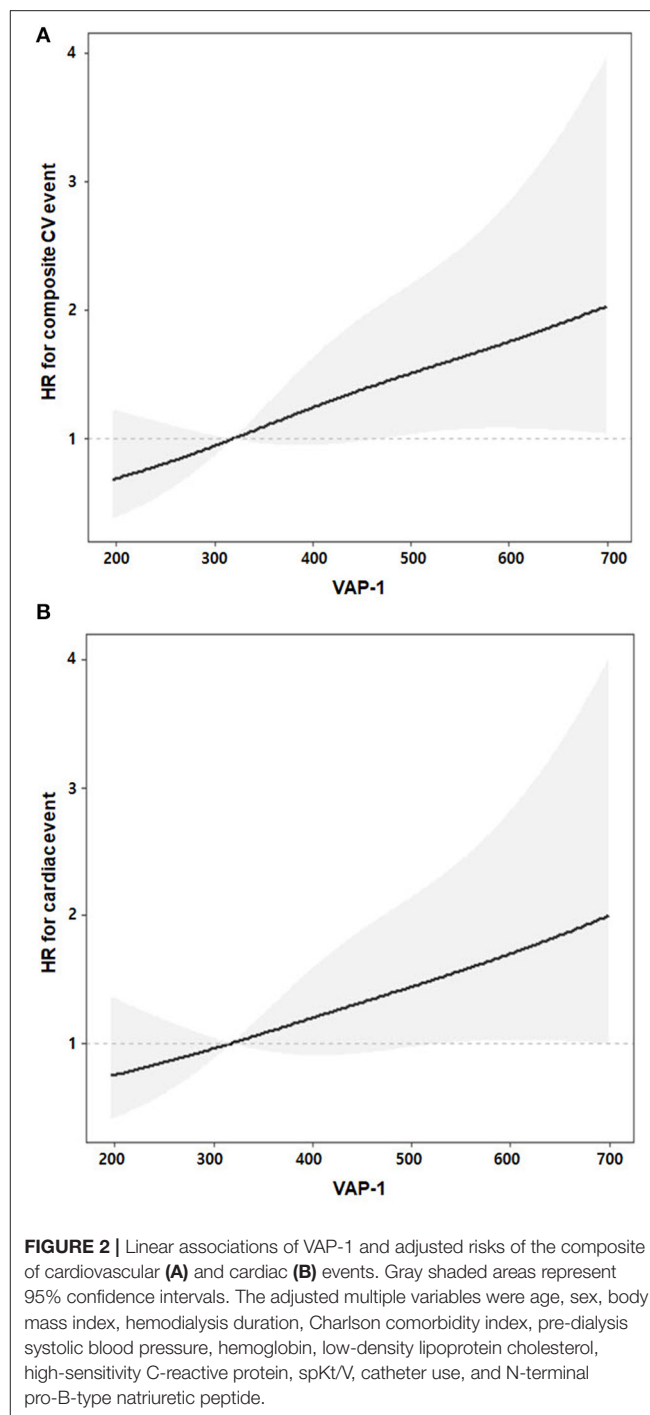 A
4
3
2
1
HR for composite CV event
200 300 400 500 600 700
VAP-1
B
4
3
2
1
HR for cardiac event
200 300 400 500 600 700
VAP-1
FIGURE 2 | Linear associations of VAP-1 and adjusted risks of the composite
of cardiovascular (A) and cardiac (B) events. Gray shaded areas represent
95% confidence intervals. The adjusted multiple variables were age, sex, body
mass index, hemodialysis duration, Charlson comorbidity index, pre-dialysis
systolic blood pressure, hemoglobin, low-density lipoprotein cholesterol,
high-sensitivity C-reactive protein, spKt/V, catheter use, and N-terminal
pro-B-type natriuretic peptide.